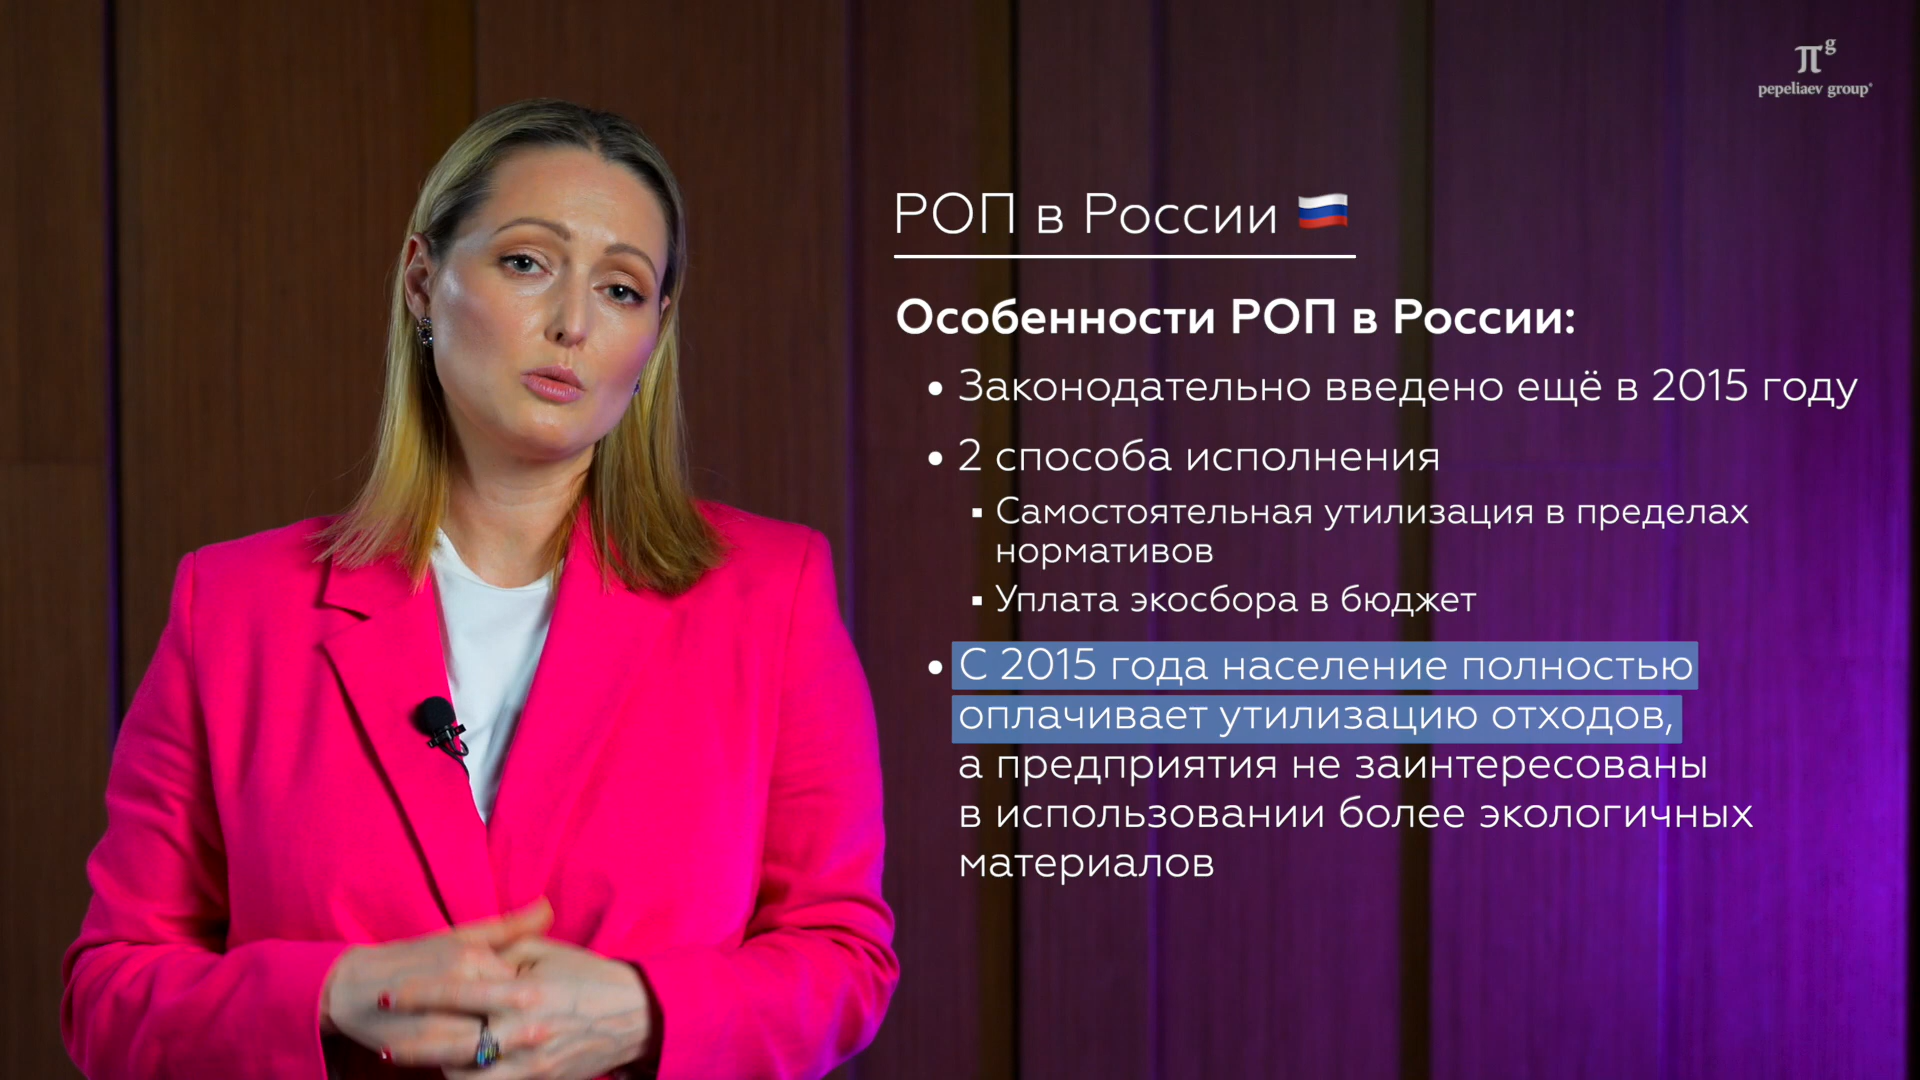 πg
pepeliaev group®
РОП в России
Особенности РОП в России:
• Законодательно введено ещё в 2015 году
• 2 способа исполнения
▪ Самостоятельная утилизация в пределах
нормативов
▪ Уплата экосбора в бюджет
• С 2015 года население полностью
оплачивает утилизацию отходов,
а предприятия не заинтересованы
в использовании более экологичных
материалов